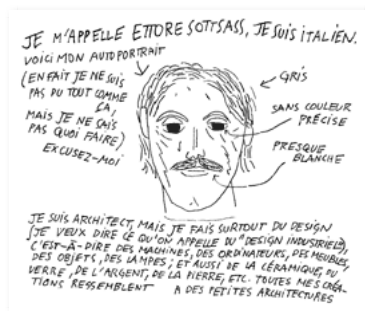 JE M'APPELLE ETTORE SOTTSASS, JE SUIS ITALIEN.
VOICI MON AUTOPORTRAIT
(EN FAIT JE NE SUIS
PAS DU TOUT COMME
ÇA,
MAIS JE NE SAIS
PAS QUOI FAIRE)
EXCUSEZ-MOI
GRIS
SANS COULEUR
PRÉCISE
PRESQUE
BLANCHE
JE SUIS ARCHITECT, MAIS JE FAIS SURTOUT DU DESIGN
(JE VEUX DIRE CE QU'ON APPELLE DU "DESIGN INDUSTRIEL"),
C'EST-À-DIRE DES MACHINES, DES ORDINATEURS, DES MEUBLES,
DES OBJETS, DES LAMPES; ET AUSSI DE LA CÉRAMIQUE, DU
VERRE, DE L'ARGENT, DE LA PIERRE, ETC. TOUTES MES CRÉA-
TIONS RESSEMBLENT A DES PETITES ARCHITECTURES